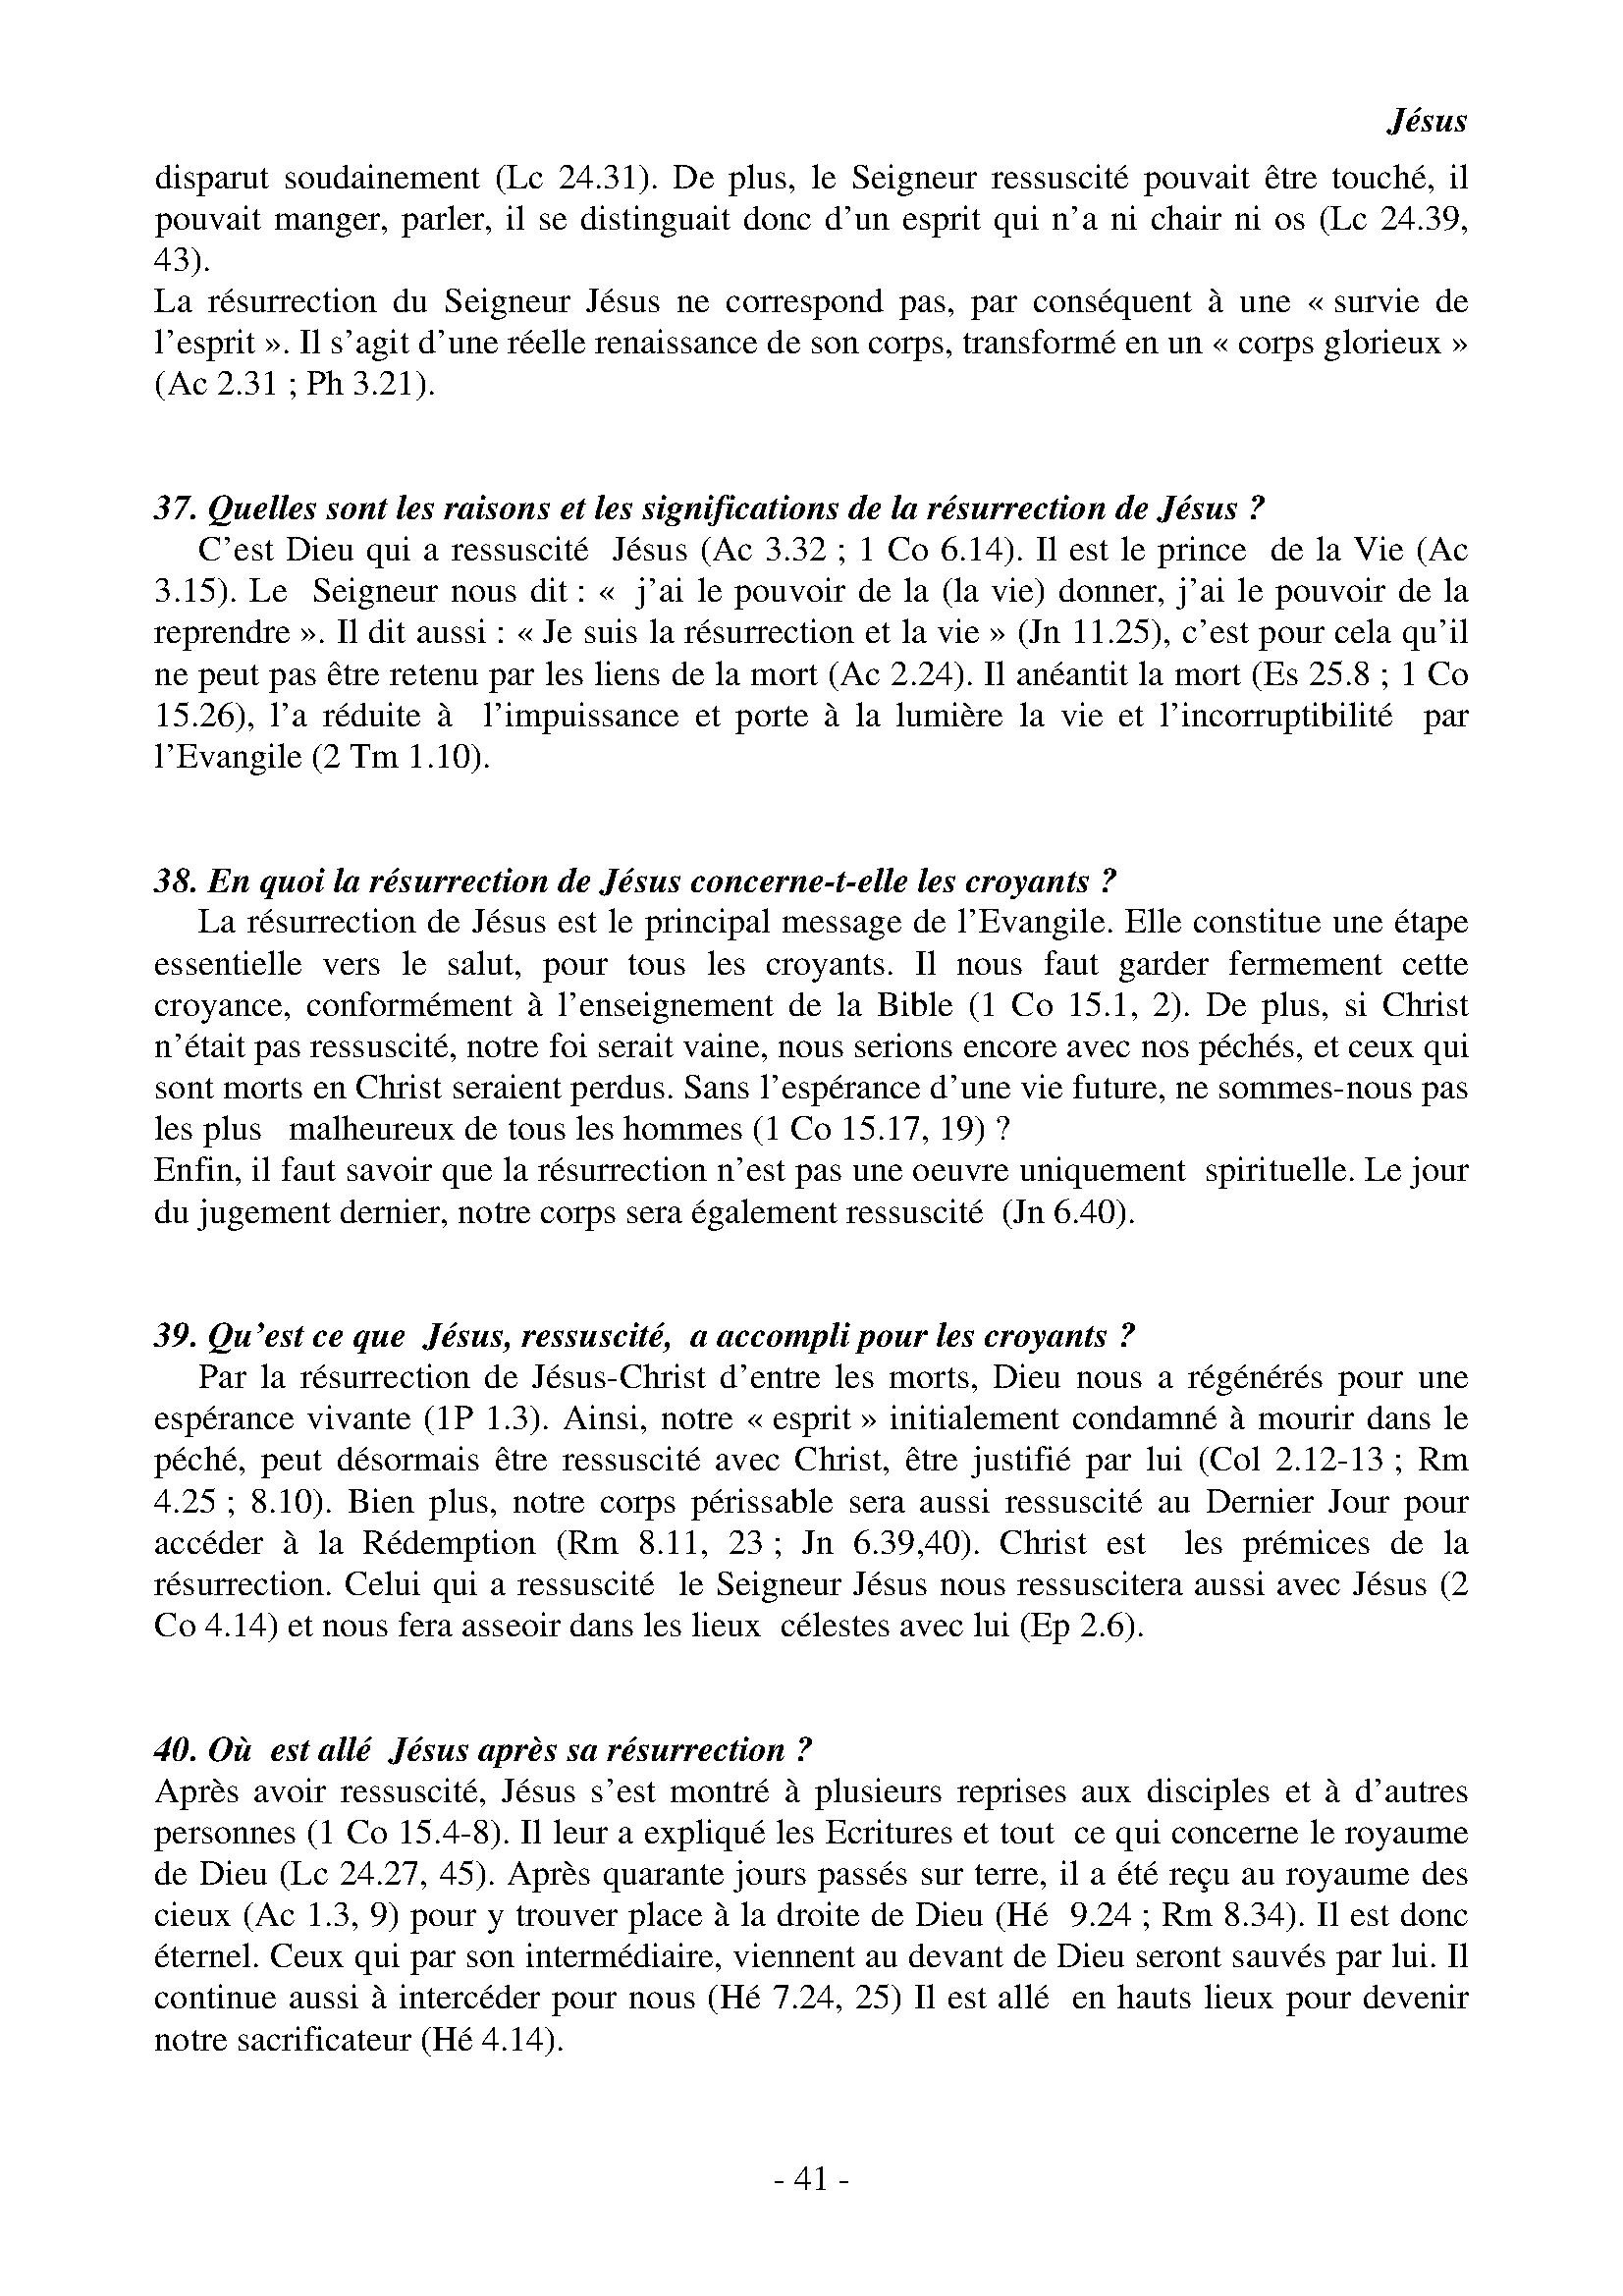 Jésus
disparut soudainement (Lc 24.31). De plus, le Seigneur ressuscité pouvait être touché, il
pouvait manger, parler, il se distinguait donc d’un esprit qui n’a ni chair ni os (Lc 24.39,
43).
La résurrection du Seigneur Jésus ne correspond pas, par conséquent à une « survie de
l’esprit ». Il s’agit d’une réelle renaissance de son corps, transformé en un « corps glorieux »
(Ac 2.31 ; Ph 3.21).
37. Quelles sont les raisons et les significations de la résurrection de Jésus ?
C’est Dieu qui a ressuscité Jésus (Ac 3.32 ; 1 Co 6.14). Il est le prince de la Vie (Ac
3.15). Le Seigneur nous dit : « j’ai le pouvoir de la (la vie) donner, j’ai le pouvoir de la
reprendre ». Il dit aussi : « Je suis la résurrection et la vie » (Jn 11.25), c’est pour cela qu’il
ne peut pas être retenu par les liens de la mort (Ac 2.24). Il anéantit la mort (Es 25.8 ; 1 Co
15.26), l’a réduite à l’impuissance et porte à la lumière la vie et l’incorruptibilité par
l’Evangile (2 Tm 1.10).
38. En quoi la résurrection de Jésus concerne-t-elle les croyants ?
La résurrection de Jésus est le principal message de l’Evangile. Elle constitue une étape
essentielle vers le salut, pour tous les croyants. Il nous faut garder fermement cette
croyance, conformément à l’enseignement de la Bible (1 Co 15.1, 2). De plus, si Christ
n’était pas ressuscité, notre foi serait vaine, nous serions encore avec nos péchés, et ceux qui
sont morts en Christ seraient perdus. Sans l’espérance d’une vie future, ne sommes-nous pas
les plus malheureux de tous les hommes (1 Co 15.17, 19) ?
Enfin, il faut savoir que la résurrection n’est pas une oeuvre uniquement spirituelle. Le jour
du jugement dernier, notre corps sera également ressuscité (Jn 6.40).
39. Qu’est ce que Jésus, ressuscité, a accompli pour les croyants ?
Par la résurrection de Jésus-Christ d’entre les morts, Dieu nous a régénérés pour une
espérance vivante (1P 1.3). Ainsi, notre « esprit » initialement condamné à mourir dans le
péché, peut désormais être ressuscité avec Christ, être justifié par lui (Col 2.12-13 ; Rm
4.25 ; 8.10). Bien plus, notre corps périssable sera aussi ressuscité au Dernier Jour pour
accéder à la Rédemption (Rm 8.11, 23 ; Jn 6.39,40). Christ est les prémices de la
résurrection. Celui qui a ressuscité le Seigneur Jésus nous ressuscitera aussi avec Jésus (2
Co 4.14) et nous fera asseoir dans les lieux célestes avec lui (Ep 2.6).
40. Où est allé Jésus après sa résurrection ?
Après avoir ressuscité, Jésus s’est montré à plusieurs reprises aux disciples et à d’autres
personnes (1 Co 15.4-8). Il leur a expliqué les Ecritures et tout ce qui concerne le royaume
de Dieu (Lc 24.27, 45). Après quarante jours passés sur terre, il a été reçu au royaume des
cieux (Ac 1.3, 9) pour y trouver place à la droite de Dieu (Hé 9.24 ; Rm 8.34). Il est donc
éternel. Ceux qui par son intermédiaire, viennent au devant de Dieu seront sauvés par lui. Il
continue aussi à intercéder pour nous (Hé 7.24, 25) Il est allé en hauts lieux pour devenir
notre sacrificateur (Hé 4.14).
- 41 -